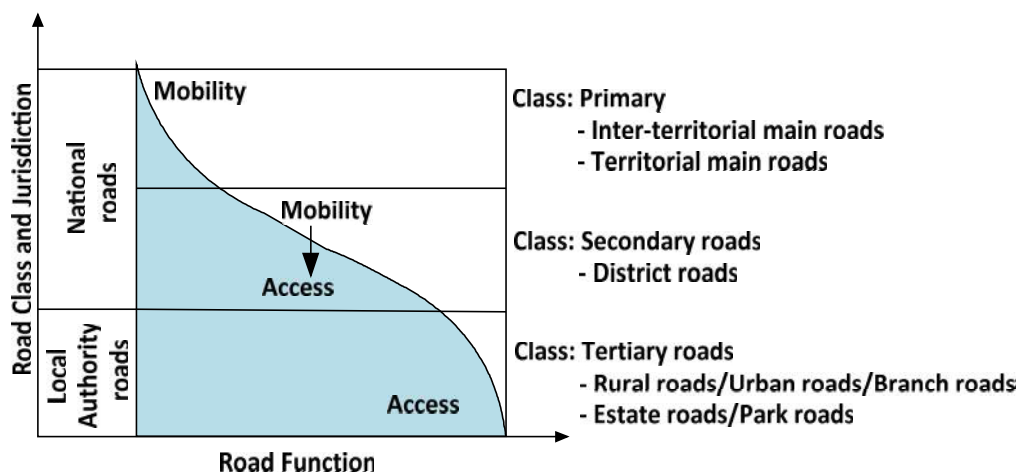 Road Class and Jurisdiction
National
roads
Local
Authority
roads
Mobility
Mobility
Access
Access
Road Function
Class: Primary
- Inter-territorial main roads
- Territorial main roads
Class: Secondary roads
- District roads
Class: Tertiary roads
- Rural roads/Urban roads/Branch roads
- Estate roads/Park roads